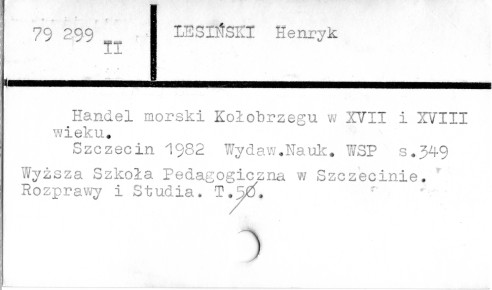 79 299 II
LESIŃSKI Henryk
Handel morski Kołobrzegu w XVII i XVIII
wieku.
Szczecin 1982 Wydaw.Nauk. WSP s.349
Wyższa Szkoła Pedagogiczna w Szczecinie.
Rozprawy i Studia. T.50.